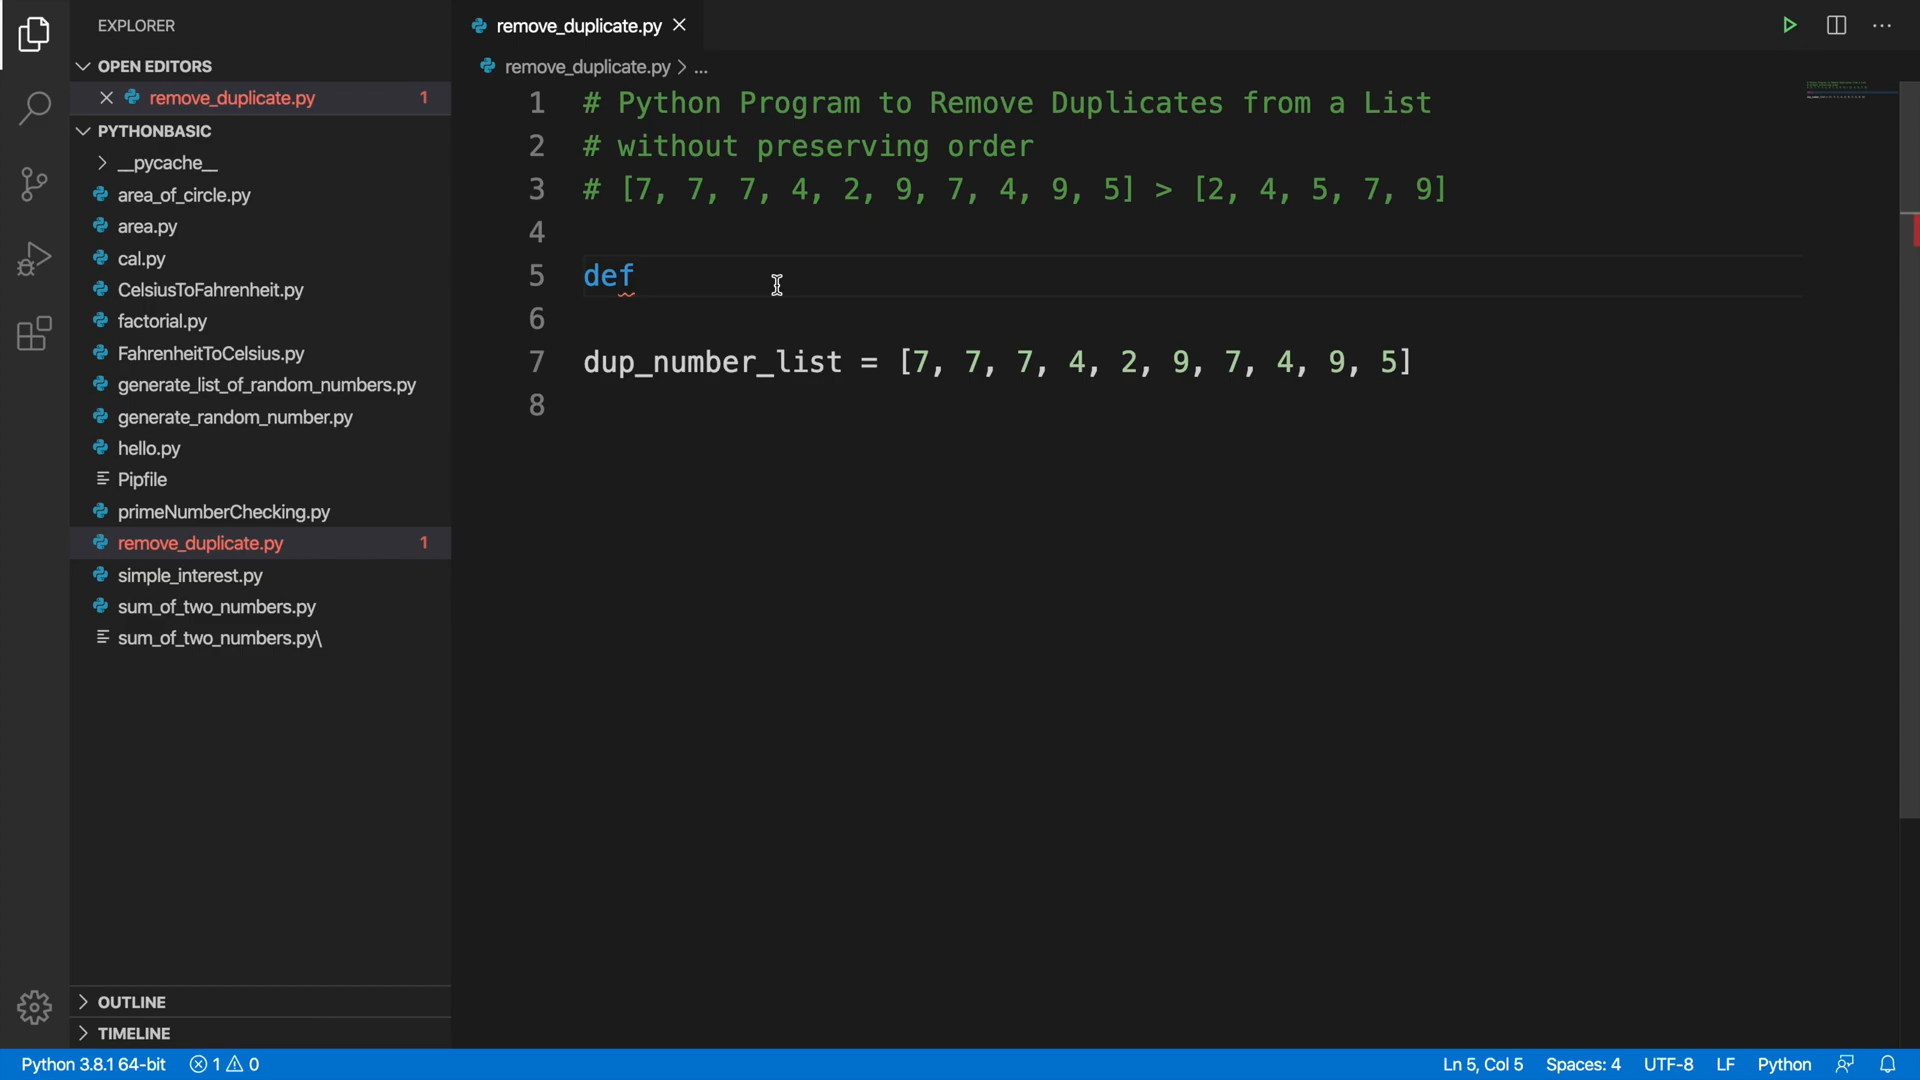 EXPLORER
OPEN EDITORS
remove_duplicate.py 1
PYTHONBASIC
__pycache__
area_of_circle.py
area.py
cal.py
CelsiusToFahrenheit.py
factorial.py
FahrenheitToCelsius.py
generate_list_of_random_numbers.py
generate_random_number.py
hello.py
Pipfile
primeNumberChecking.py
remove_duplicate.py 1
simple_interest.py
sum_of_two_numbers.py
sum_of_two_numbers.py\
OUTLINE
TIMELINE
remove_duplicate.py
remove_duplicate.py > ...
1 # Python Program to Remove Duplicates from a List
2 # without preserving order
3 # [7, 7, 7, 4, 2, 9, 7, 4, 9, 5] > [2, 4, 5, 7, 9]
4
5 def
6
7 dup_number_list = [7, 7, 7, 4, 2, 9, 7, 4, 9, 5]
8
Python 3.8.1 64-bit 1 0 Ln 5, Col 5 Spaces: 4 UTF-8 LF Python